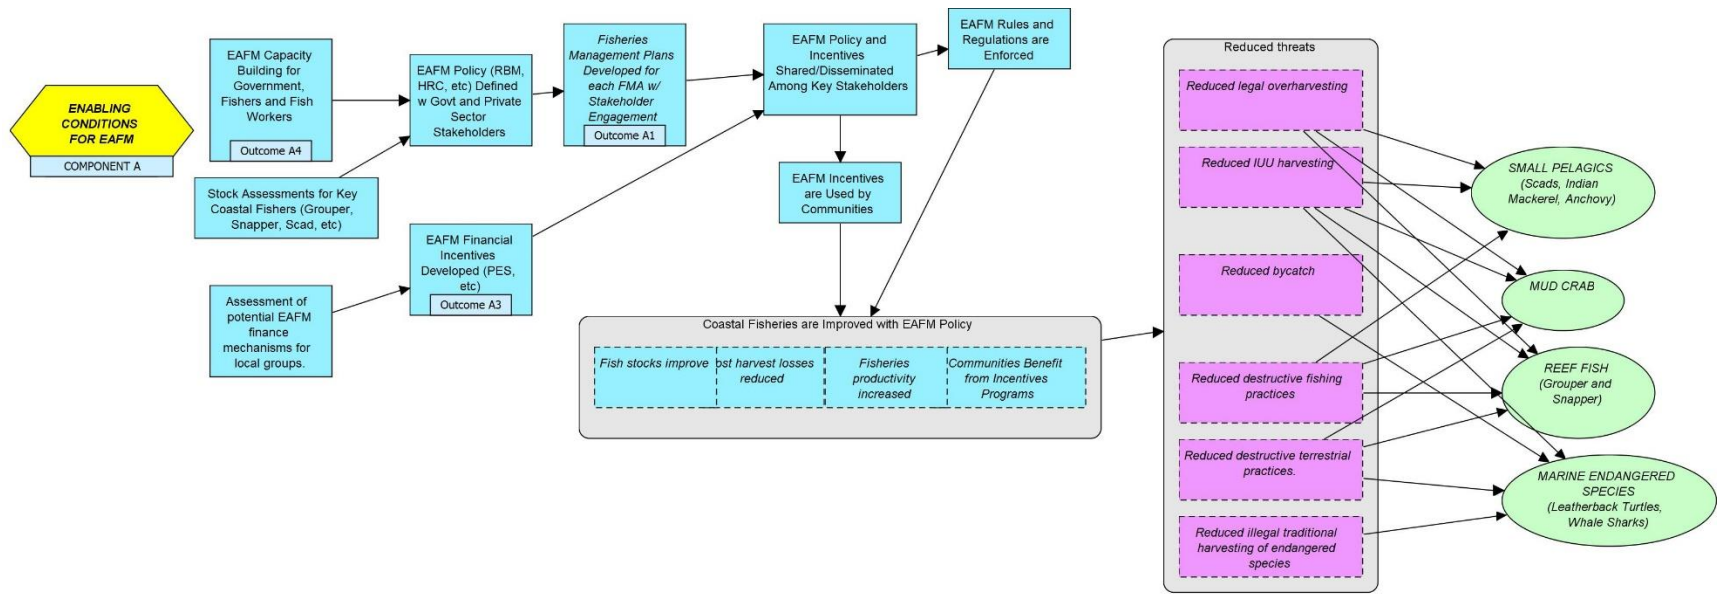 ENABLING
CONDITIONS
FOR EAFM
COMPONENT A
EAFM Capacity
Building for
Government,
Fishers and Fish
Workers
Outcome A4
Stock Assessments for Key
Coastal Fishers (Grouper,
Snapper, Scad, etc)
Assessment of
potential EAFM
finance
mechanisms for
local groups.
EAFM Policy (RBM,
HRC, etc) Defined
w Govt and Private
Sector
Stakeholders
EAFM Financial
Incentives
Developed (PES,
etc)
Outcome A3
Fisheries
Management Plans
Developed for
each FMA w/
Stakeholder
Engagement
Outcome A1
EAFM Policy and
Incentives
Shared/Disseminated
Among Key Stakeholders
EAFM Incentives
are Used by
Communities
EAFM Rules and
Regulations are
Enforced
Coastal Fisheries are Improved with EAFM Policy
Fish stocks improve
ost harvest losses
reduced
Fisheries
productivity
increased
Communities Benefit
from Incentives
Programs
Reduced threats
Reduced legal overharvesting
Reduced IUU harvesting
Reduced bycatch
Reduced destructive fishing
practices
Reduced destructive terrestrial
practices.
Reduced illegal traditional
harvesting of endangered
species
SMALL PELAGICS
(Scads, Indian
Mackerel, Anchovy)
MUD CRAB
REEF FISH
(Grouper and
Snapper)
MARINE ENDANGERED
SPECIES
(Leatherback Turtles,
Whale Sharks)